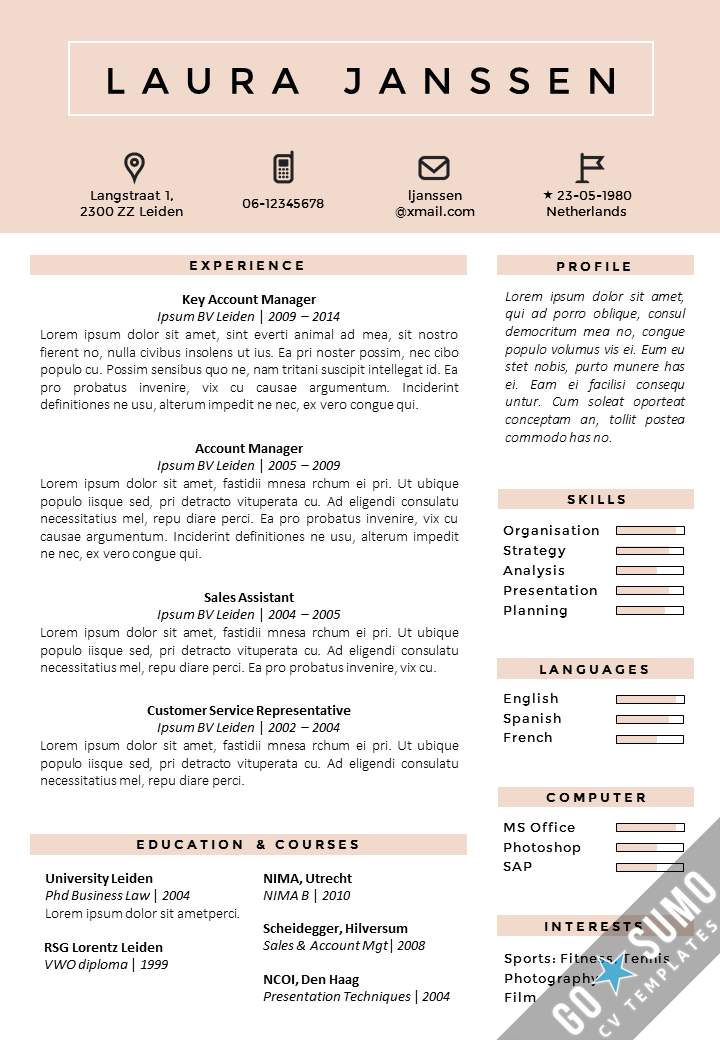 LAURA JANSSEN
Langstraat 1,
2300 ZZ Leiden
06-12345678
ljanssen
@xmail.com
★ 23-05-1980
Netherlands
EXPERIENCE
Key Account Manager
Ipsum BV Leiden | 2009 – 2014
Lorem ipsum dolor sit amet, sint everti animal ad mea, sit nostro
fierent no, nulla civibus insolens ut ius. Ea pri noster possim, nec cibo
populo cu. Possim sensibus quo ne, nam tritani suscipit intellegat id. Ea
pro probatus invenire, vix cu causae argumentum. Inciderint
definitiones ne usu, alterum impedit ne nec, ex vero congue qui.
Account Manager
Ipsum BV Leiden | 2005 – 2009
Lorem ipsum dolor sit amet, fastidii mnesa rchum ei pri. Ut ubique
populo iisque sed, pri detracto vituperata cu. Ad eligendi consulatu
necessitatius mel, repu diare perci. Ea pro probatus invenire, vix cu
causae argumentum. Inciderint definitiones ne usu, alterum impedit
ne nec, ex vero congue qui.
Sales Assistant
Ipsum BV Leiden | 2004 – 2005
Lorem ipsum dolor sit amet, fastidii mnesa rchum ei pri. Ut ubique
populo iisque sed, pri detracto vituperata cu. Ad eligendi consulatu
necessitatius mel, repu diare perci. Ea pro probatus invenire, vix cu.
Customer Service Representative
Ipsum BV Leiden | 2002 – 2004
Lorem ipsum dolor sit amet, fastidii mnesa rchum ei pri. Ut ubique
populo iisque sed, pri detracto vituperata cu. Ad eligendi consulatu
necessitatius mel, repu diare perci.
EDUCATION & COURSES
University Leiden
Phd Business Law | 2004
Lorem ipsum dolor sit ametperci.
RSG Lorentz Leiden
VWO diploma | 1999
NIMA, Utrecht
NIMA B | 2010
Scheidegger, Hilversum
Sales & Account Mgt| 2008
NCOI, Den Haag
Presentation Techniques | 2004
PROFILE
Lorem ipsum dolor sit amet,
qui ad porro oblique, consul
democritum mea no, congue
populo volumus vis ei. Eum eu
stet nobis, purto munere has
ei. Eam ei facilisi consequ
untur. Cum soleat oporteat
conceptam an, tollit postea
commodo has no.
SKILLS
Organisation
Strategy
Analysis
Presentation
Planning
LANGUAGES
English
Spanish
French
COMPUTER
MS Office
Photoshop
SAP
INTERESTS
Sports: Fitness, Tennis
Photography
Film
GO SUMO
CV TEMPLATES